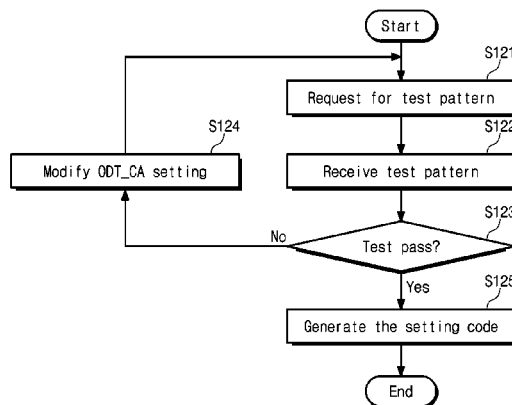 Start
S121
Request for test pattern
S122
Receive test pattern
S123
Test pass?
No
S124
Modify ODT_CA setting
Yes
S125
Generate the setting code
End